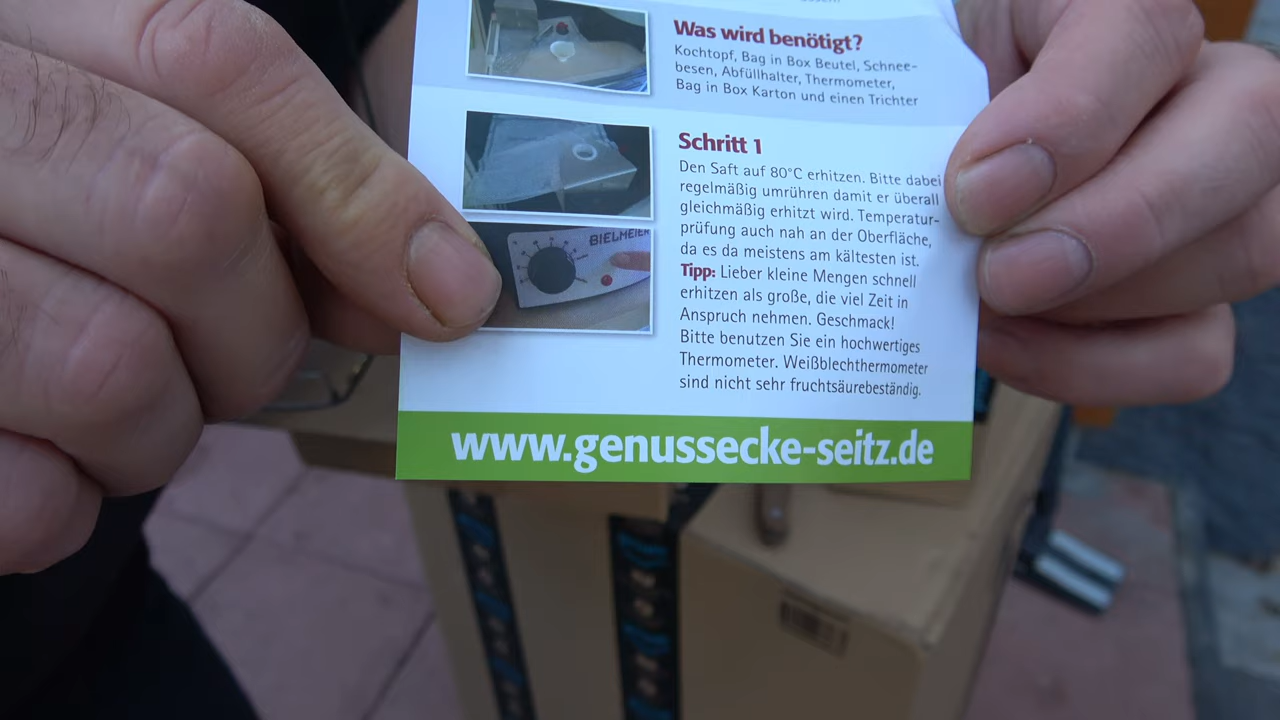 Was wird benötigt?
Kochtopf, Bag in Box Beutel, Schnee-
besen, Abfüllhalter, Thermometer,
Bag in Box Karton und einen Trichter
Schritt 1
Den Saft auf 80°C erhitzen. Bitte dabei
regelmäßig umrühren damit er überall
gleichmäßig erhitzt wird. Temperatur-
prüfung auch nah an der Oberfläche,
da es da meistens am kältesten ist.
Tipp: Lieber kleine Mengen schnell
erhitzen als große, die viel Zeit in
Anspruch nehmen. Geschmack!
Bitte benutzen Sie ein hochwertiges
Thermometer. Weißblechthermometer
sind nicht sehr fruchtsäurebeständig.
BIELMEIER
www.genussecke-seitz.de